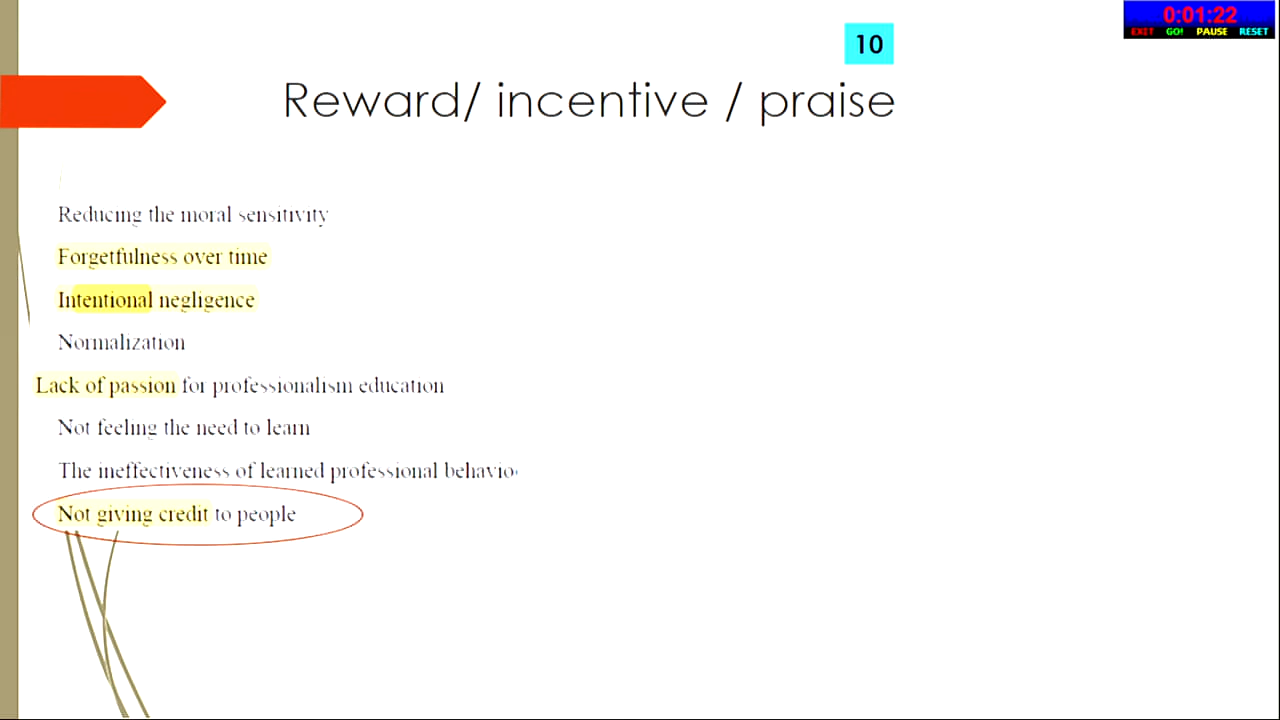 0:01:22
EXIT GO! PAUSE RESET
10
Reward/ incentive / praise
Reducing the moral sensitivity
Forgetfulness over time
Intentional negligence
Normalization
Lack of passion for professionalism education
Not feeling the need to learn
The ineffectiveness of learned professional behavio
Not giving credit to people